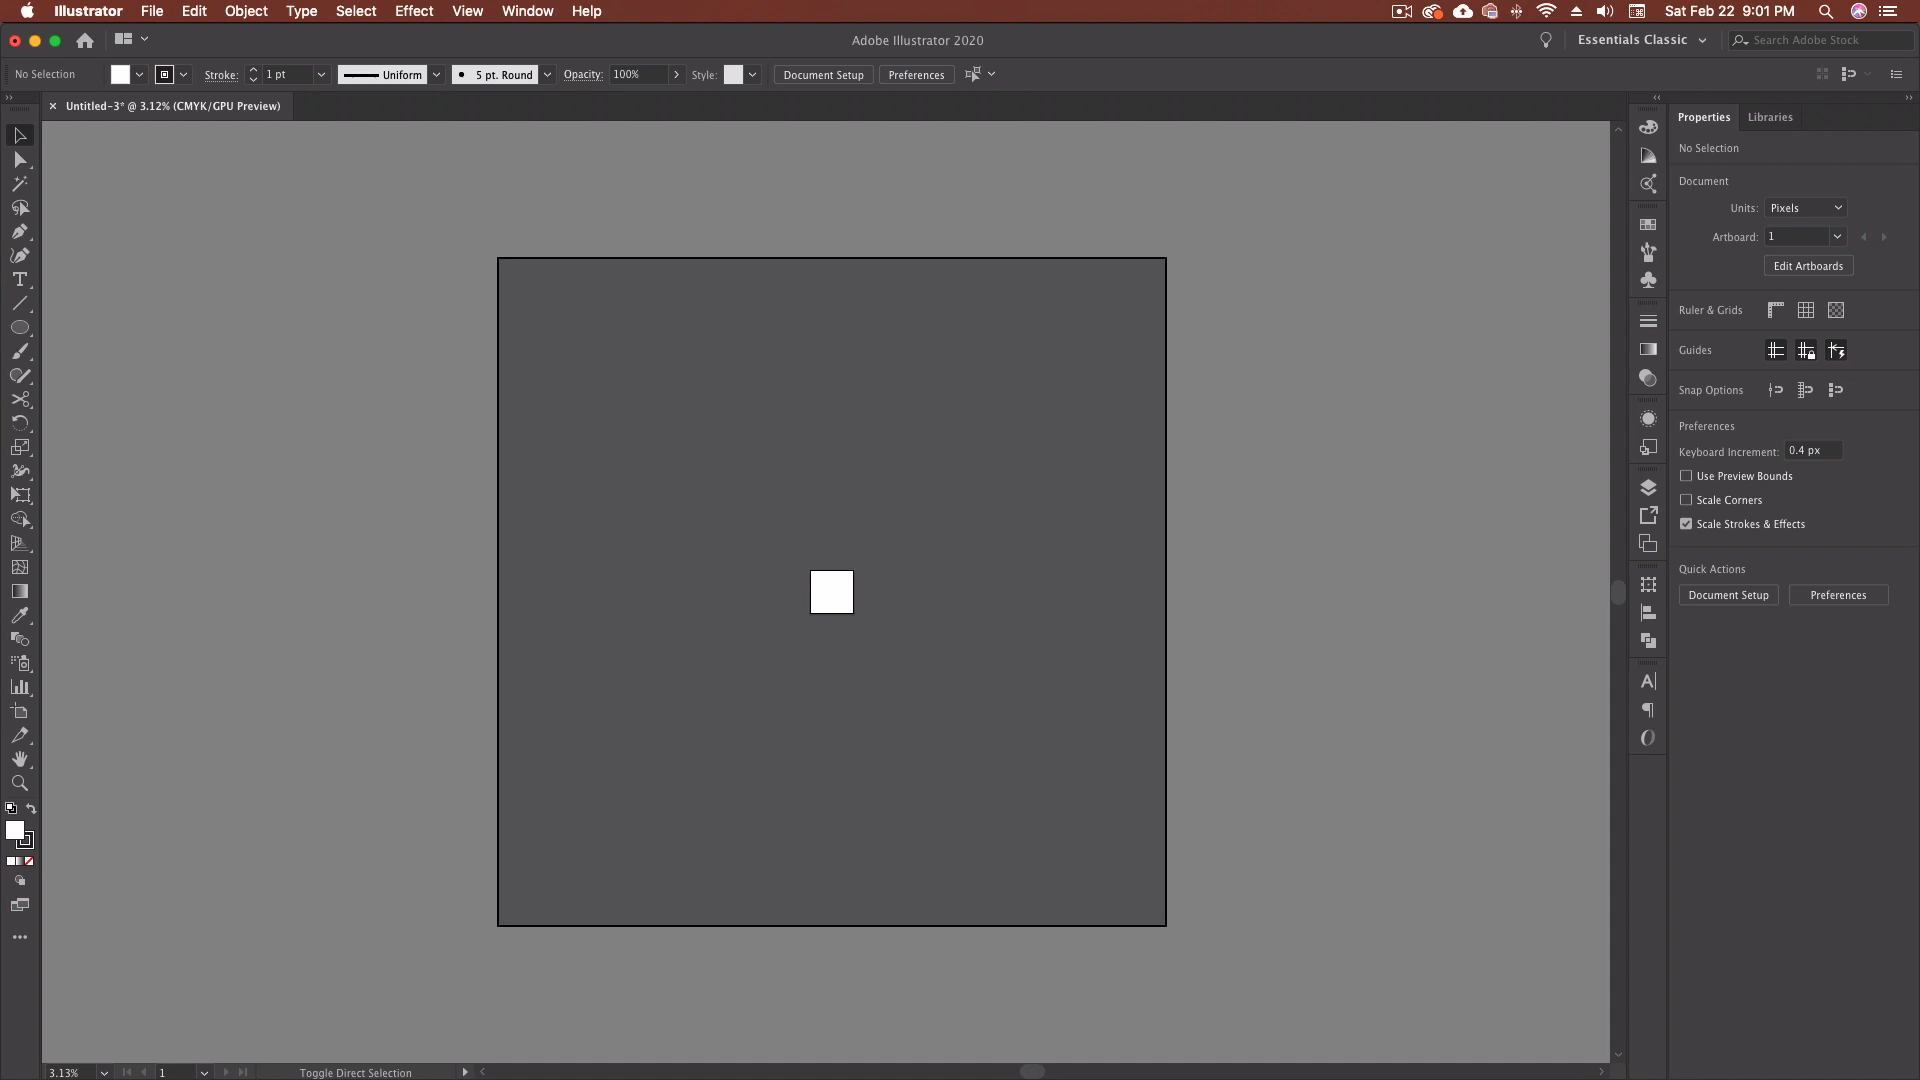 Illustrator File Edit Object Type Select Effect View Window Help Sat Feb 22 9:01 PM
Adobe Illustrator 2020 Essentials Classic Search Adobe Stock
No Selection Stroke: 1 pt Uniform 5 pt. Round Opacity: 100% Style: Document Setup Preferences
Untitled-3* @ 3.12% (CMYK/GPU Preview)
Properties Libraries
No Selection
Document
Units: Pixels
Artboard: 1
Edit Artboards
Ruler & Grids
Guides
Snap Options
Preferences
Keyboard Increment: 0.4 px
Use Preview Bounds
Scale Corners
Scale Strokes & Effects
Quick Actions
Document Setup Preferences
3.13% 1 Toggle Direct Selection